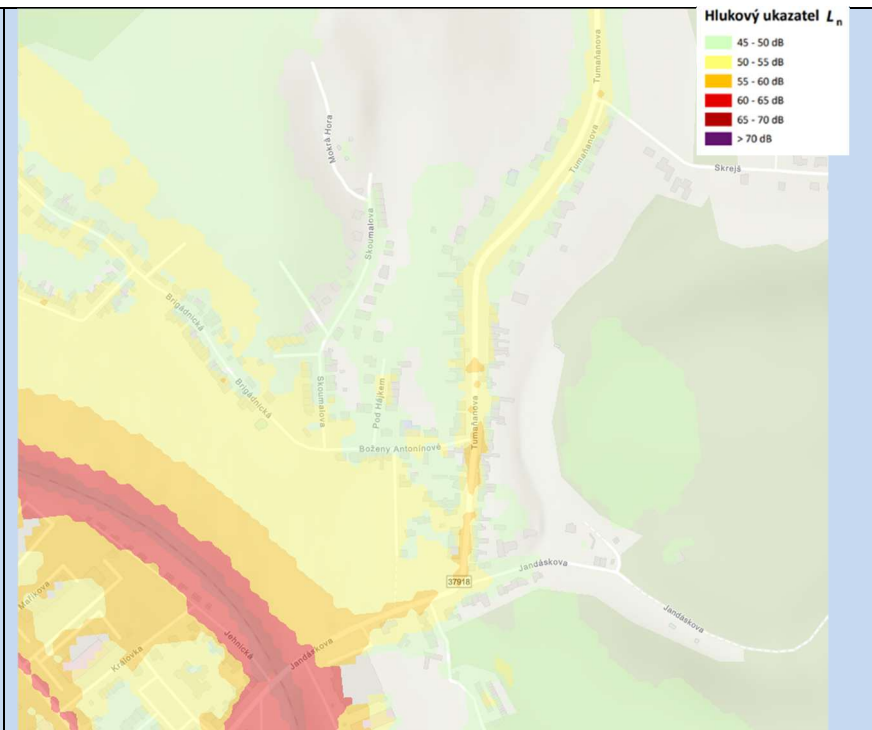 Hlukový ukazatel L n
45 - 50 dB
50 - 55 dB
55 - 60 dB
60 - 65 dB
65 - 70 dB
> 70 dB
Tumaňanova
Mokrá Hora
Tumaňanova
Skrejš
Skoumalova
Brigádnická
Brigádnická
Skoumalova
Pod Hájkem
Tumaňanova
Boženy Antonínové
Jandáskova
37918
Maříkova
Jandáskova
Jehnická
Jandáskova
Královka